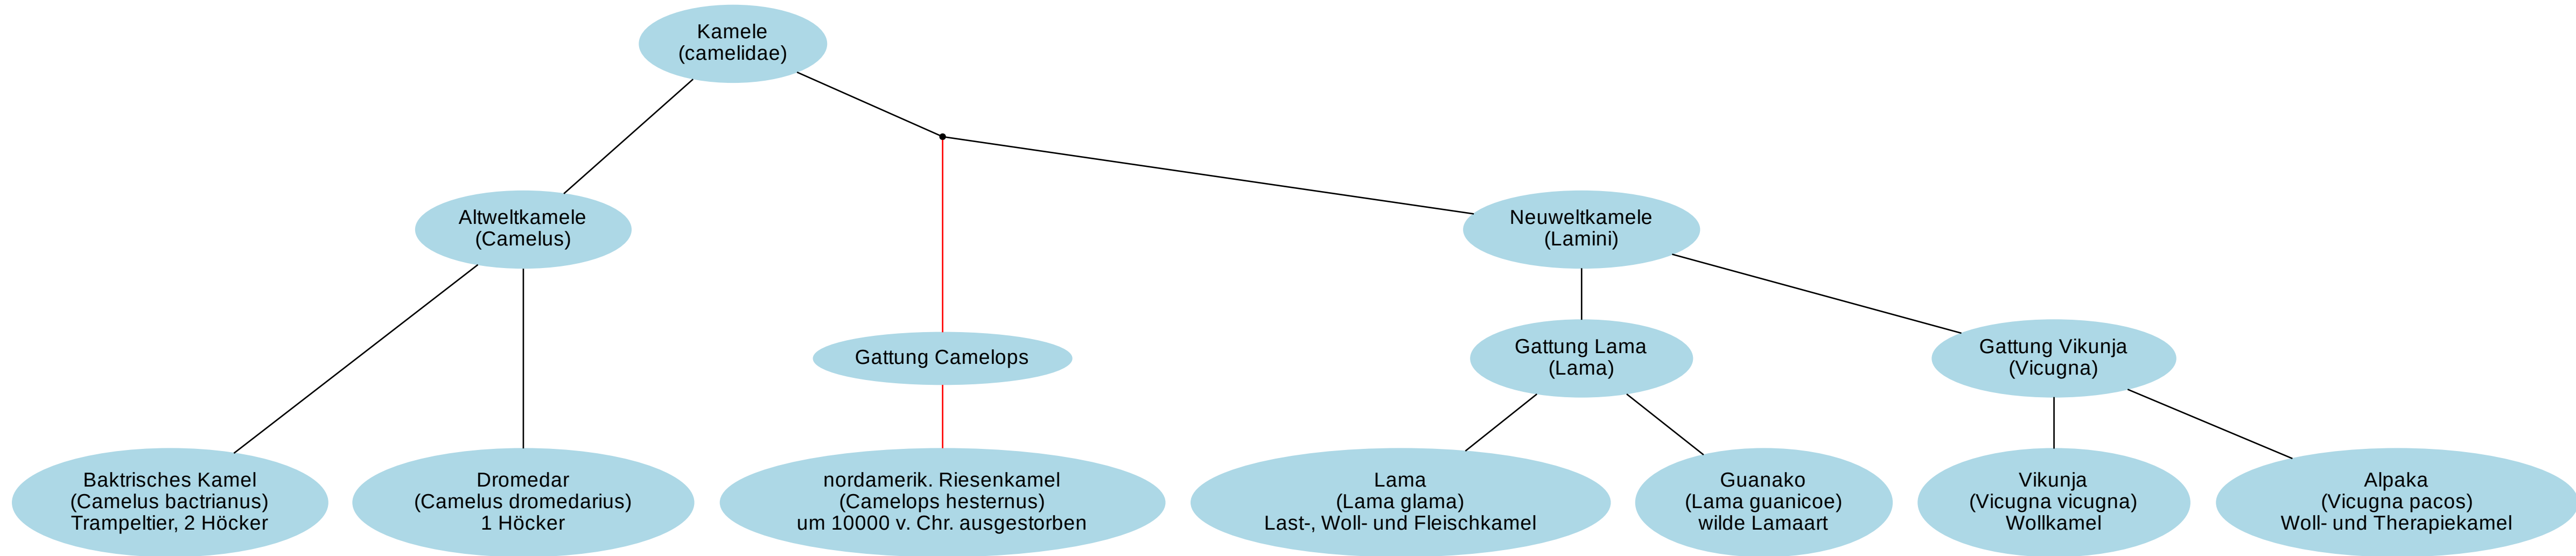 Kamele
(camelidae)
Altweltkamele
(Camelus)
Neuweltkamele
(Lamini)
Gattung Camelops
Gattung Lama
(Lama)
Gattung Vikunja
(Vicugna)
Baktrisches Kamel
(Camelus bactrianus)
Trampeltier, 2 Höcker
Dromedar
(Camelus dromedarius)
1 Höcker
nordamerik. Riesenkamel
(Camelops hesternus)
um 10000 v. Chr. ausgestorben
Lama
(Lama glama)
Last-, Woll- und Fleischkamel
Guanako
(Lama guanicoe)
wilde Lamaart
Vikunja
(Vicugna vicugna)
Wollkamel
Alpaka
(Vicugna pacos)
Woll- und Therapiekamel